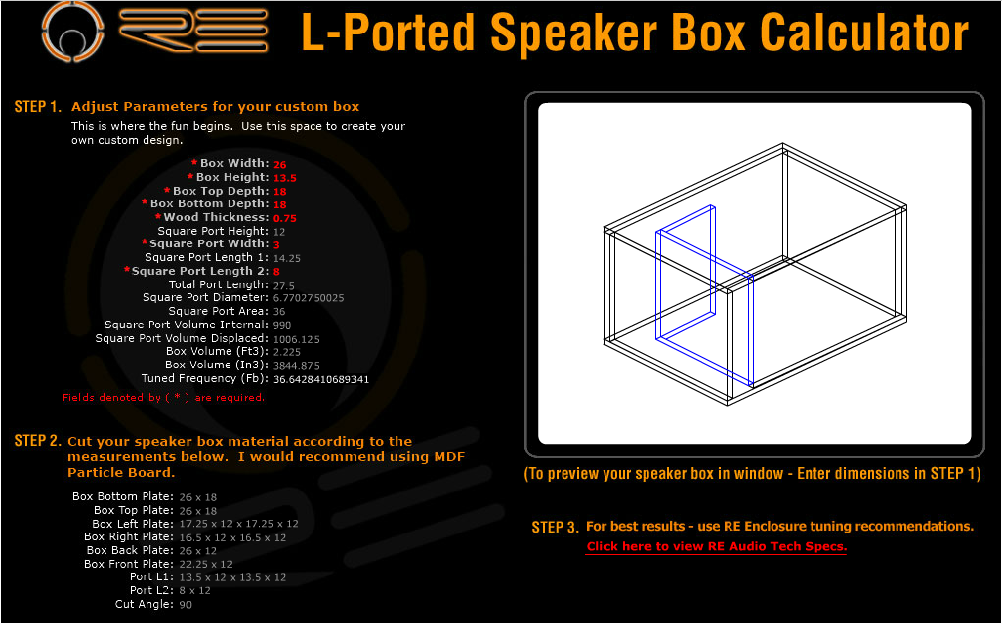 RE L-Ported Speaker Box Calculator
STEP 1. Adjust Parameters for your custom box
This is where the fun begins. Use this space to create your
own custom design.
* Box Width: 26
* Box Height: 13.5
* Box Top Depth: 18
* Box Bottom Depth: 18
* Wood Thickness: 0.75
Square Port Height: 12
* Square Port Width: 3
Square Port Length 1: 14.25
* Square Port Length 2: 8
Total Port Length: 27.5
Square Port Diameter: 6.7702750025
Square Port Area: 36
Square Port Volume Internal: 990
Square Port Volume Displaced: 1006.125
Box Volume (Ft3): 2.225
Box Volume (In3): 3844.875
Tuned Frequency (Fb): 36.6428410689341
Fields denoted by ( * ) are required.
STEP 2. Cut your speaker box material according to the
measurements below. I would recommend using MDF
Particle Board.
Box Bottom Plate: 26 x 18
Box Top Plate: 26 x 18
Box Left Plate: 17.25 x 12 x 17.25 x 12
Box Right Plate: 16.5 x 12 x 16.5 x 12
Box Back Plate: 26 x 12
Box Front Plate: 22.25 x 12
Port L1: 13.5 x 12 x 13.5 x 12
Port L2: 8 x 12
Cut Angle: 90
(To preview your speaker box in window - Enter dimensions in STEP 1)
STEP 3. For best results - use RE Enclosure tuning recommendations.
Click here to view RE Audio Tech Specs.